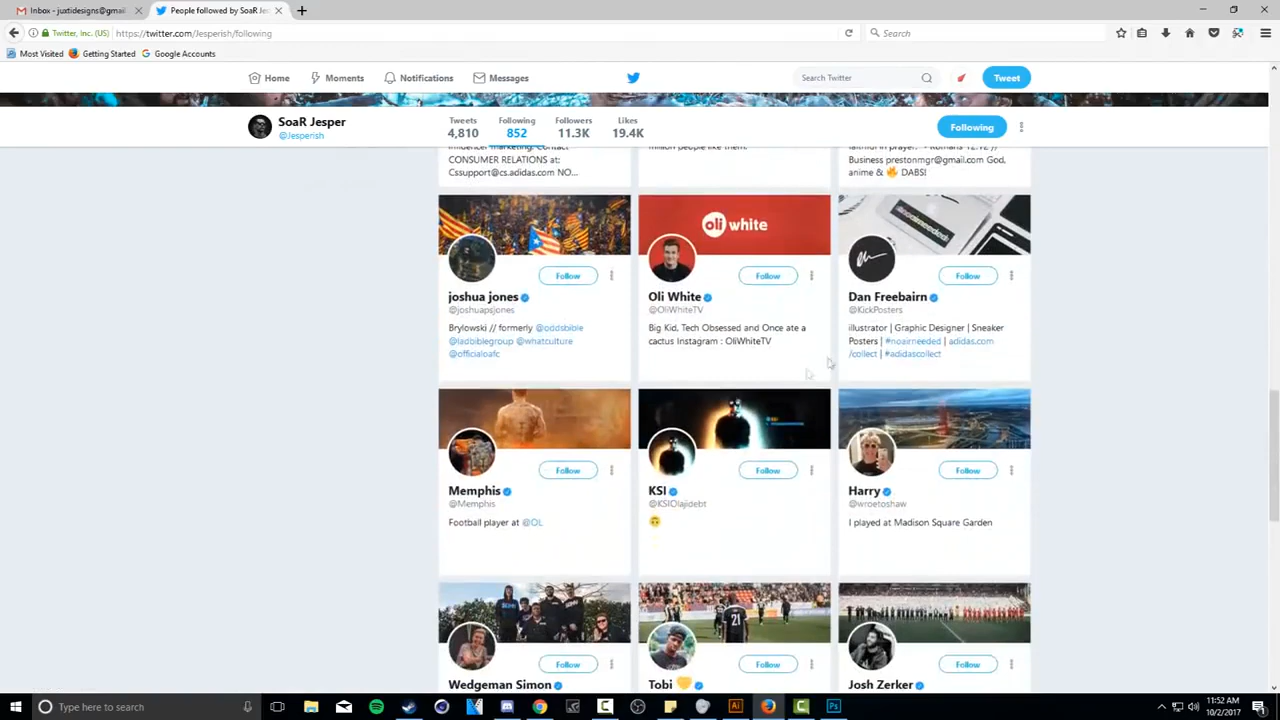 Inbox - juxtidesigns@gmail
People followed by SoaR Jes
Twitter, Inc. (US)
https://twitter.com/Jesperish/following
Search
Most Visited
Getting Started
Google Accounts
Home
Moments
Notifications
Messages
Search Twitter
Tweet
SoaR Jesper
@Jesperish
Tweets
4,810
Following
852
Followers
11.3K
Likes
19.4K
Following
influencer marketing. Contact
CONSUMER RELATIONS at:
Cssupport@cs.adidas.com NO...
million people like them.
faithful in prayer." - Romans 12:12 //
Business prestonmgr@gmail.com God,
anime & 🔥 DABS!
Follow
joshua jones
@joshuapsjones
Brylowski // formerly @oddsbible
@ladbiblegroup @whatculture
@officialoafc
oli white
Follow
Oli White
@OliWhiteTV
Big Kid, Tech Obsessed and Once ate a
cactus Instagram : OliWhiteTV
Follow
Dan Freebairn
@KickPosters
illustrator | Graphic Designer | Sneaker
Posters | #noairneeded | adidas.com
/collect | #adidascollect
Follow
Memphis
@Memphis
Football player at @OL
Follow
KSI
@KSIOlajidebt
🙃
Follow
Harry
@wroetoshaw
I played at Madison Square Garden
Follow
Wedgeman Simon
21
Follow
Tobi 💛
Follow
Josh Zerker
Type here to search
11:52 AM
10/2/2017